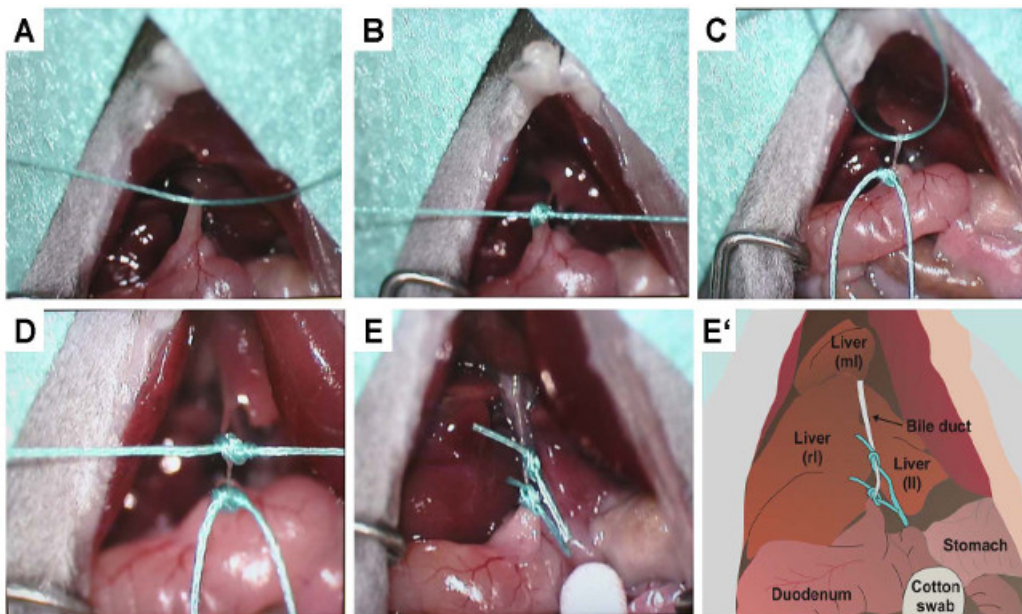 A
B
C
D
E
E‘
Liver
(ml)
Bile duct
Liver
(rl)
Liver
(ll)
Stomach
Duodenum
Cotton
swab